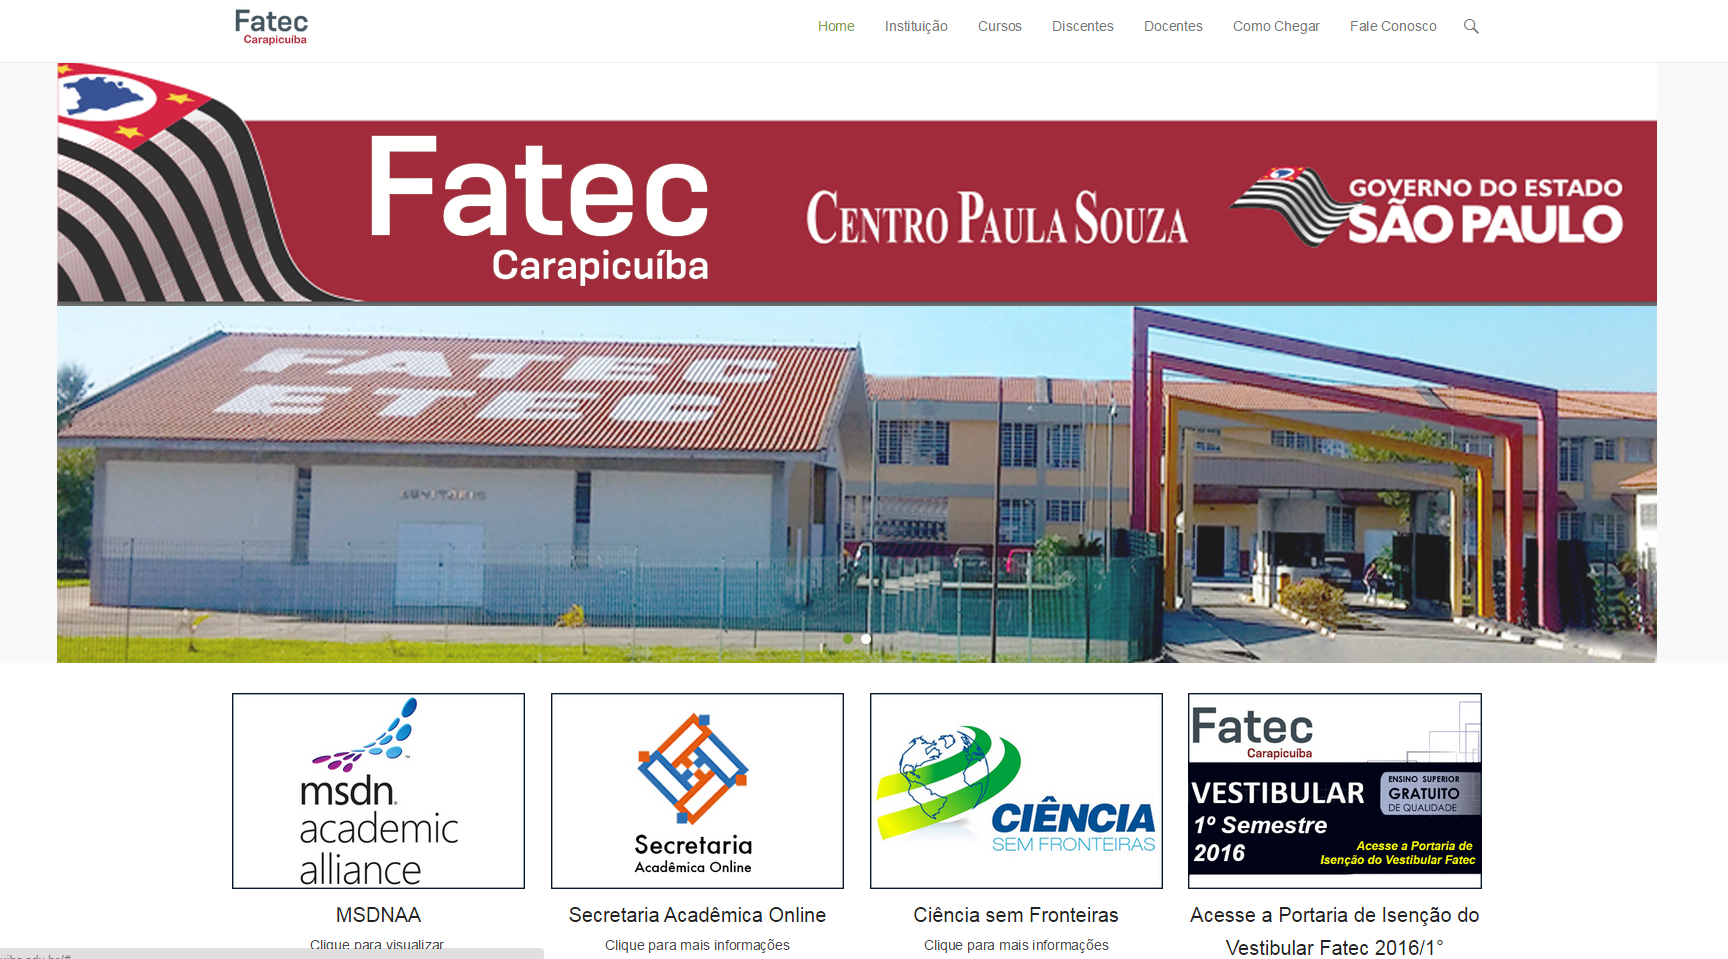 Fatec
Carapicuíba
Home Instituição Cursos Discentes Docentes Como Chegar Fale Conosco
Fatec
Carapicuíba
CENTRO PAULA SOUZA
GOVERNO DO ESTADO
SÃO PAULO
FATEC
ETEC
AUDITÓRIO
msdn
academic
alliance
Secretaria
Acadêmica Online
CIÊNCIA
SEM FRONTEIRAS
Fatec
Carapicuíba
VESTIBULAR
1º Semestre
2016
ENSINO SUPERIOR
GRATUITO
DE QUALIDADE
Acesse a Portaria de
Isenção do Vestibular Fatec
MSDNAA
Clique para visualizar
Secretaria Acadêmica Online
Clique para mais informações
Ciência sem Fronteiras
Clique para mais informações
Acesse a Portaria de Isenção do
Vestibular Fatec 2016/1°